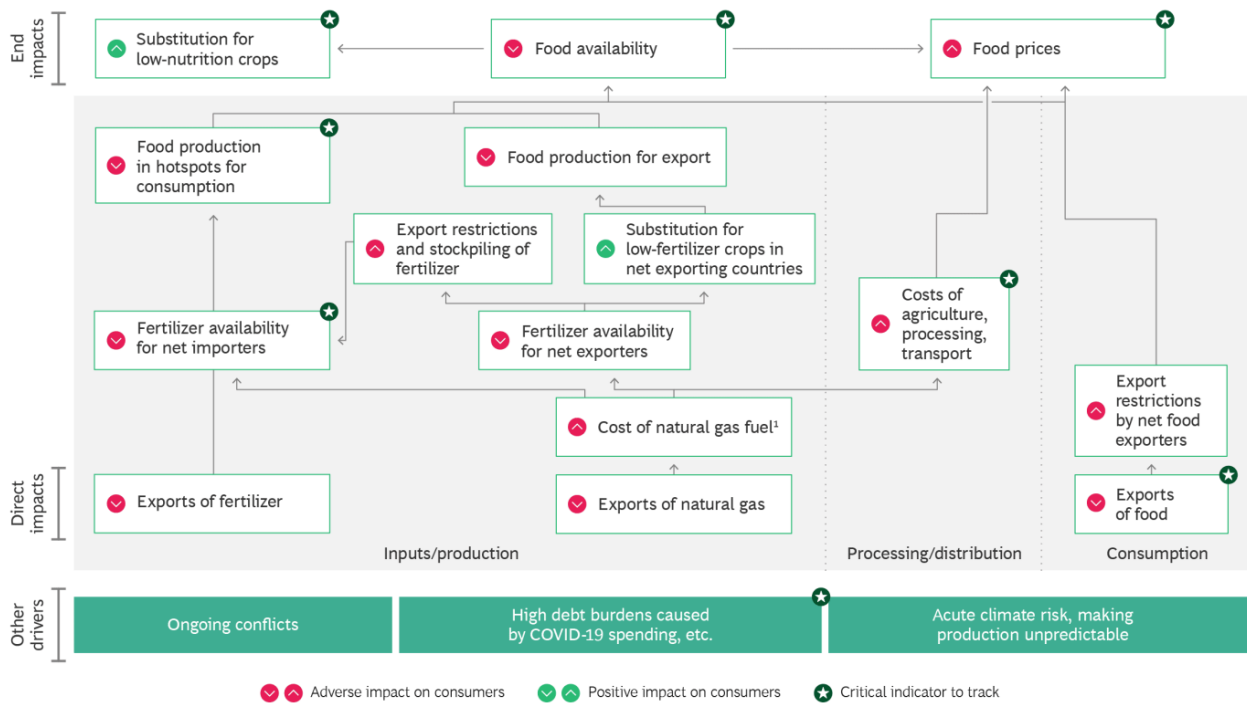 End
impacts
Substitution for
low-nutrition crops
Food availability
Food prices
Food production
in hotspots for
consumption
Food production for export
Export restrictions
and stockpiling of
fertilizer
Substitution for
low-fertilizer crops in
net exporting countries
Costs of
agriculture,
processing,
transport
Fertilizer availability
for net importers
Fertilizer availability
for net exporters
Export
restrictions
by net food
exporters
Cost of natural gas fuel¹
Direct
impacts
Exports of fertilizer
Exports of natural gas
Exports
of food
Inputs/production
Processing/distribution
Consumption
Other
drivers
Ongoing conflicts
High debt burdens caused
by COVID-19 spending, etc.
Acute climate risk, making
production unpredictable
Adverse impact on consumers
Positive impact on consumers
Critical indicator to track